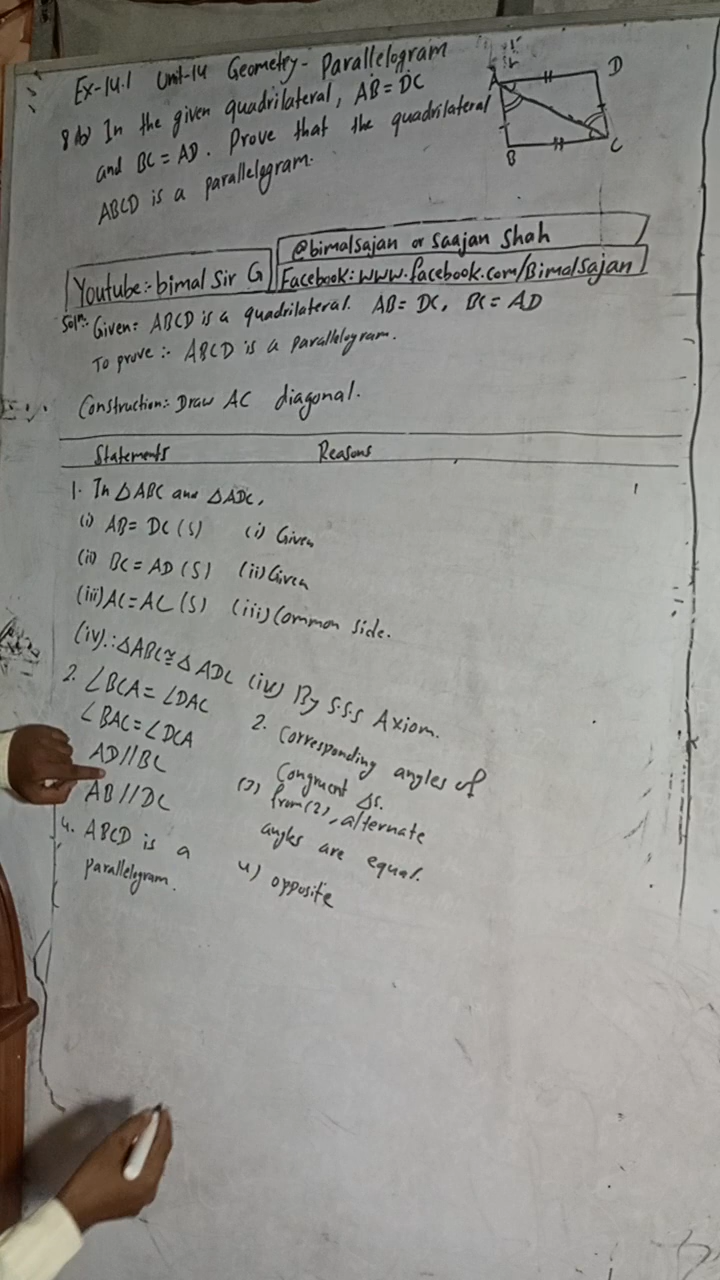 Ex-14.1 Unit-14 Geometry- Parallelogram
8 b) In the given quadrilateral, AB = DC
and BC = AD. Prove that the quadrilateral
ABCD is a parallelogram.
A
D
B
C
Youtube:- bimal Sir G
@bimalsajan or Saajan Shah
Facebook: www.facebook.com/BimalSajan
Solⁿ: Given: ABCD is a quadrilateral. AB= DC, BC = AD
To prove :- ABCD is a parallelogram.
Construction: Draw AC diagonal.
Statements Reasons
1. In △ABC and △ADC,
(i) AB= DC (S) (i) Given
(ii) BC = AD (S) (ii) Given
(iii) AC = AC (S) (iii) Common side.
(iv) ∴ △ABC ≅ △ADC (iv) By S.S.S Axiom.
2. ∠BCA = ∠DAC 2. Corresponding angles of
∠BAC = ∠DCA Congruent △s.
AD//BC (3) from (2), alternate
AB//DC angles are equal.
4. ABCD is a 4) opposite
parallelogram.